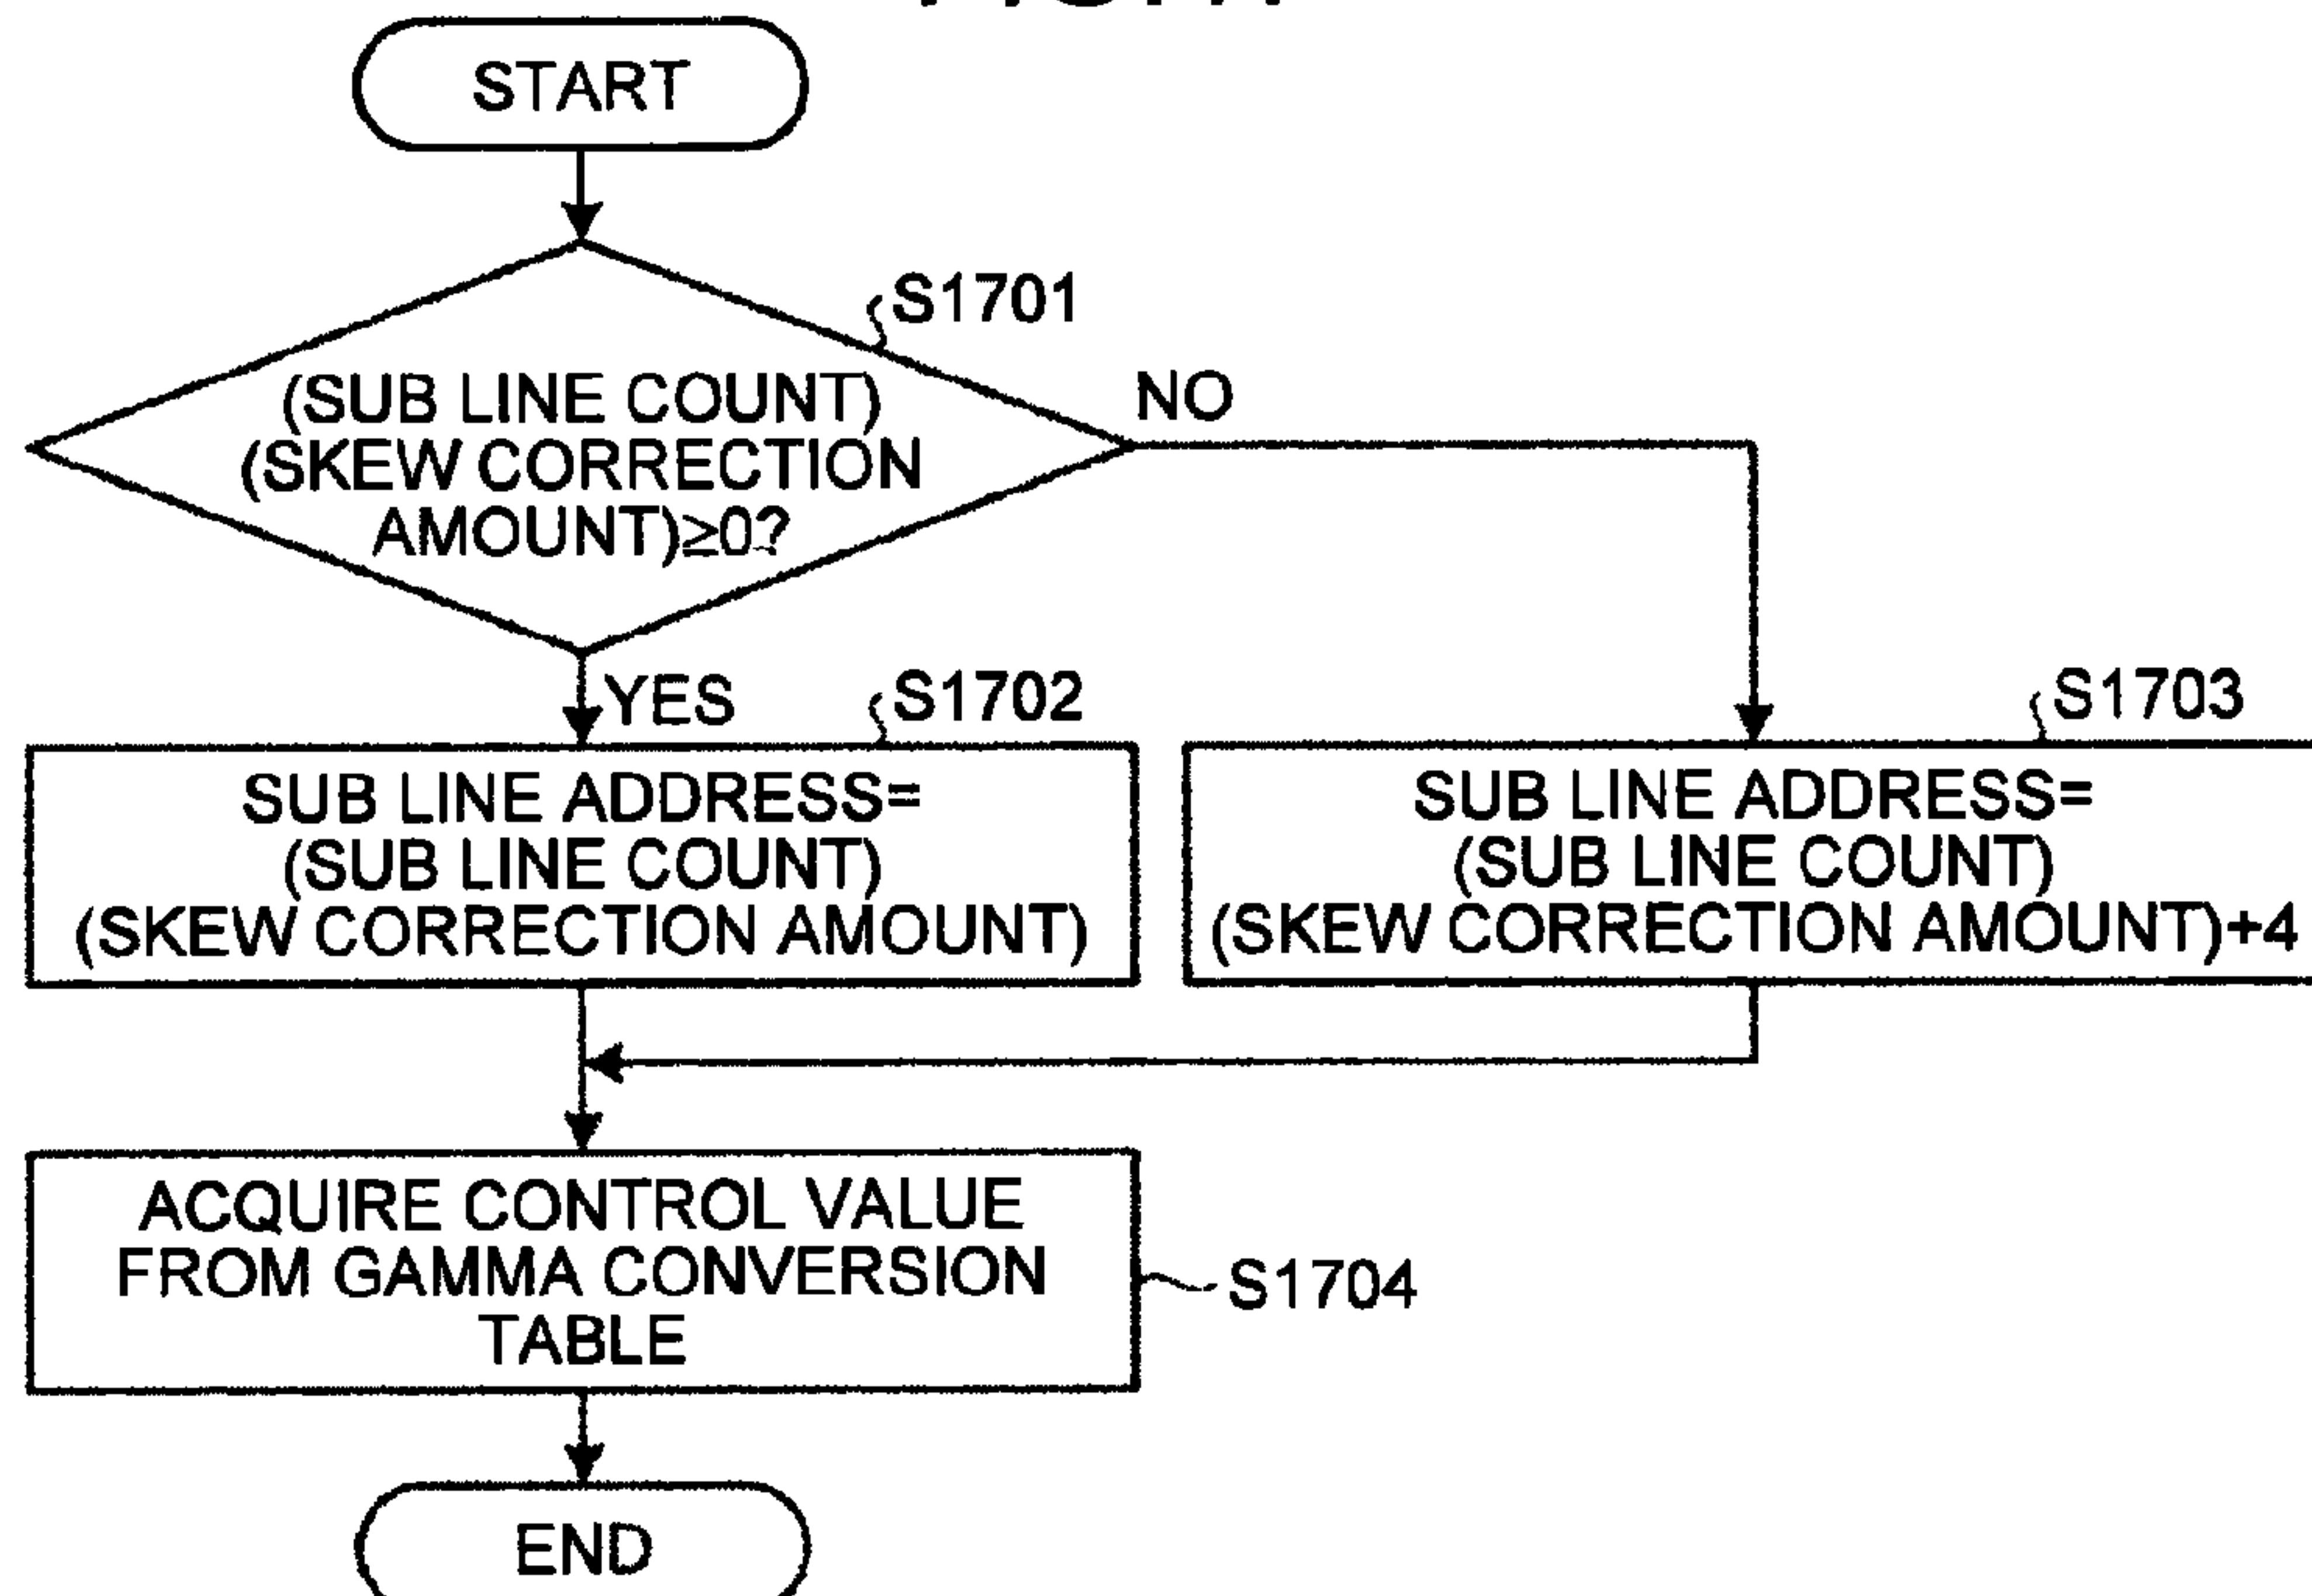 START
S1701
(SUB LINE COUNT)
(SKEW CORRECTION
AMOUNT)≥0?
NO
YES
S1702
SUB LINE ADDRESS=
(SUB LINE COUNT)
(SKEW CORRECTION AMOUNT)
S1703
SUB LINE ADDRESS=
(SUB LINE COUNT)
(SKEW CORRECTION AMOUNT)+4
ACQUIRE CONTROL VALUE
FROM GAMMA CONVERSION
TABLE
S1704
END